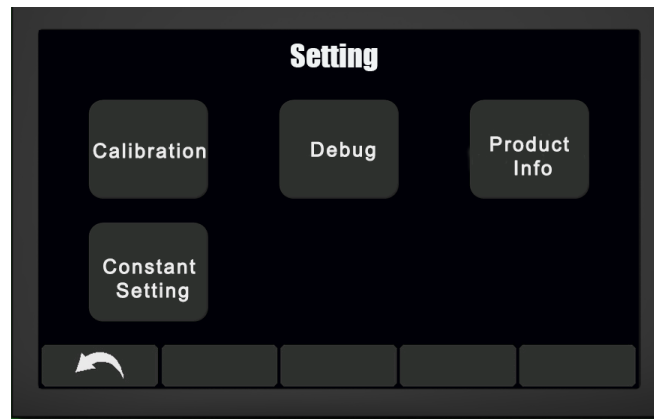 Setting
Calibration
Debug
Product
Info
Constant
Setting